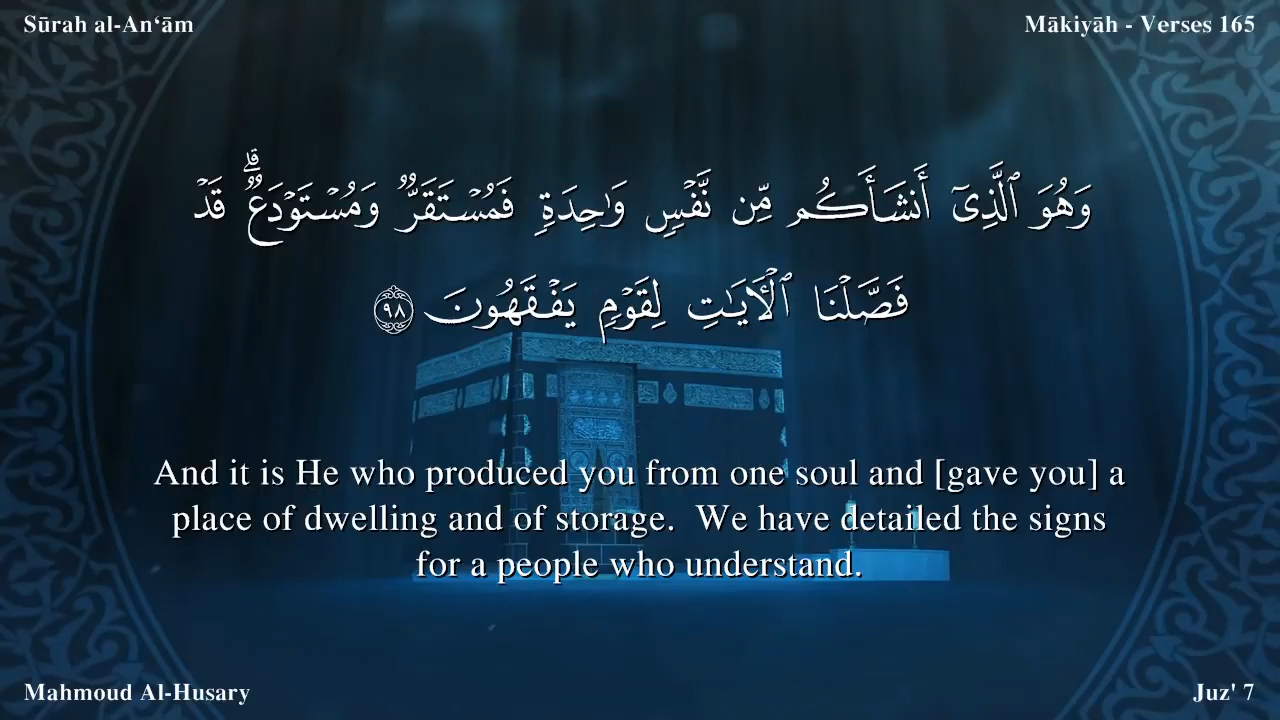 Sūrah al-An‘ām
Mākiyāh - Verses 165
وَهُوَ ٱلَّذِىٓ أَنشَأَكُم مِّن نَّفْسٍ وَٰحِدَةٍ فَمُسْتَقَرٌّ وَمُسْتَوْدَعٌ ۗ قَدْ
فَصَّلْنَا ٱلْـَٔايَـٰتِ لِقَوْمٍ يَفْقَهُونَ ٩٨
And it is He who produced you from one soul and [gave you] a
place of dwelling and of storage.  We have detailed the signs
for a people who understand.
Mahmoud Al-Husary
Juz' 7